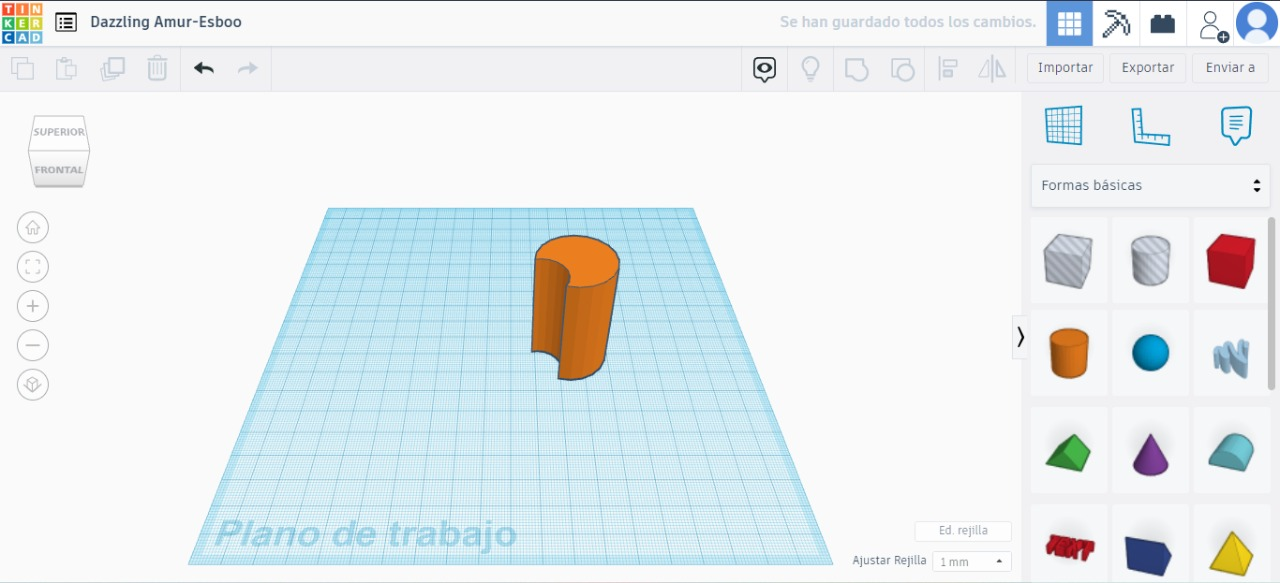 TIN
KER
CAD
Dazzling Amur-Esboo
Se han guardado todos los cambios.
Importar
Exportar
Enviar a
SUPERIOR
FRONTAL
Formas básicas
TEXT
Plano de trabajo
Ed. rejilla
Ajustar Rejilla
1 mm